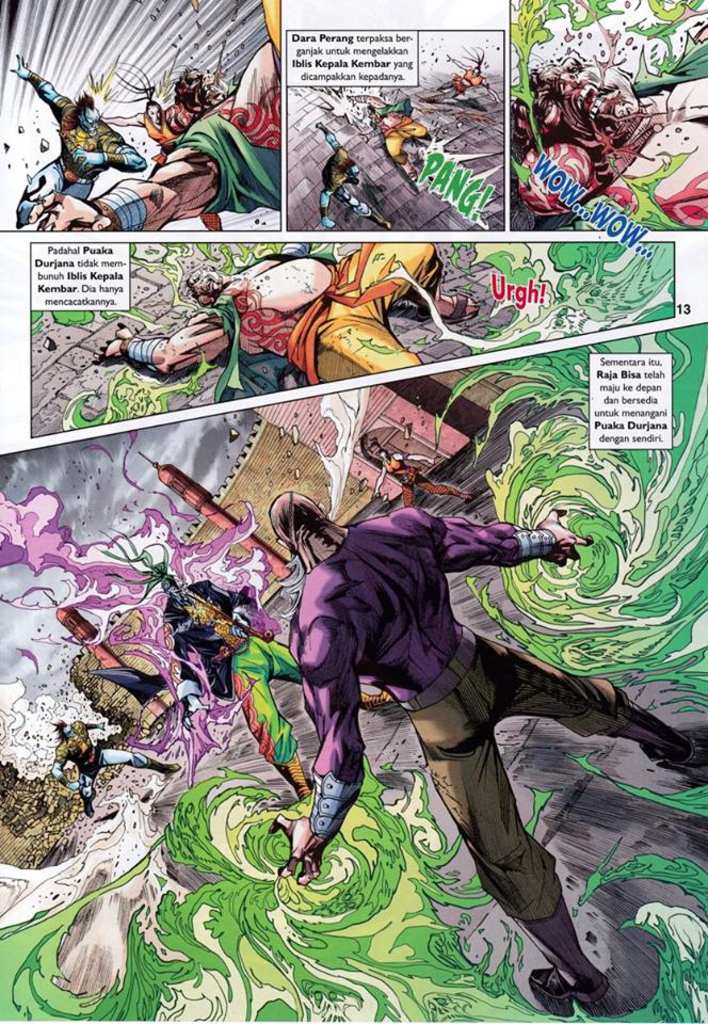 Dara Perang terpaksa ber-
ganjak untuk mengelakkan
Iblis Kepala Kembar yang
dicampakkan kepadanya.
PANG!
WOW...WOW...
Padahal Puaka
Durjana tidak mem-
bunuh Iblis Kepala
Kembar. Dia hanya
mencacatkannya.
Urgh!
13
Sementara itu,
Raja Bisa telah
maju ke depan
dan bersedia
untuk menangani
Puaka Durjana
dengan sendiri.